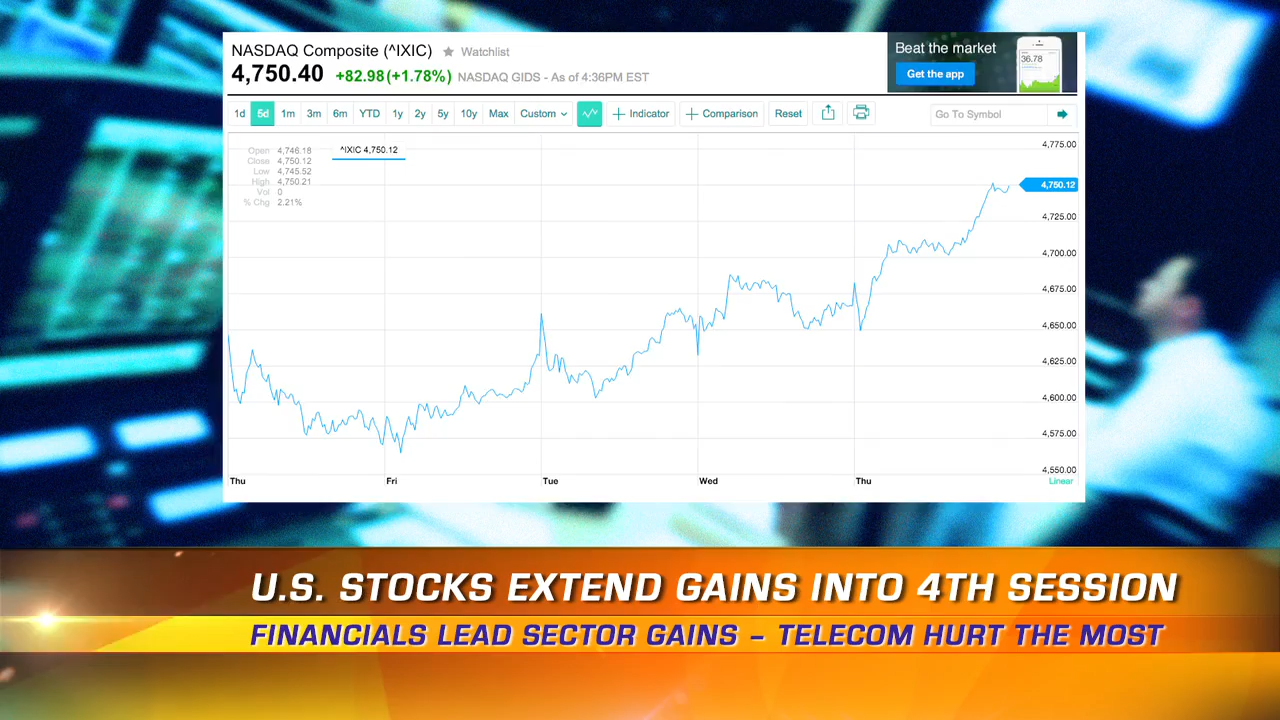 NASDAQ Composite (^IXIC) ★ Watchlist
4,750.40 +82.98(+1.78%) NASDAQ GIDS - As of 4:36PM EST
Beat the market
Get the app
36.78
1d 5d 1m 3m 6m YTD 1y 2y 5y 10y Max Custom Indicator Comparison Reset Go To Symbol
Open 4,746.18
Close 4,750.12
Low 4,745.52
High 4,750.21
Vol 0
% Chg 2.21%
^IXIC 4,750.12
4,775.00
4,750.12
4,725.00
4,700.00
4,675.00
4,650.00
4,625.00
4,600.00
4,575.00
4,550.00
Thu Fri Tue Wed Thu Linear
U.S. STOCKS EXTEND GAINS INTO 4TH SESSION
FINANCIALS LEAD SECTOR GAINS – TELECOM HURT THE MOST